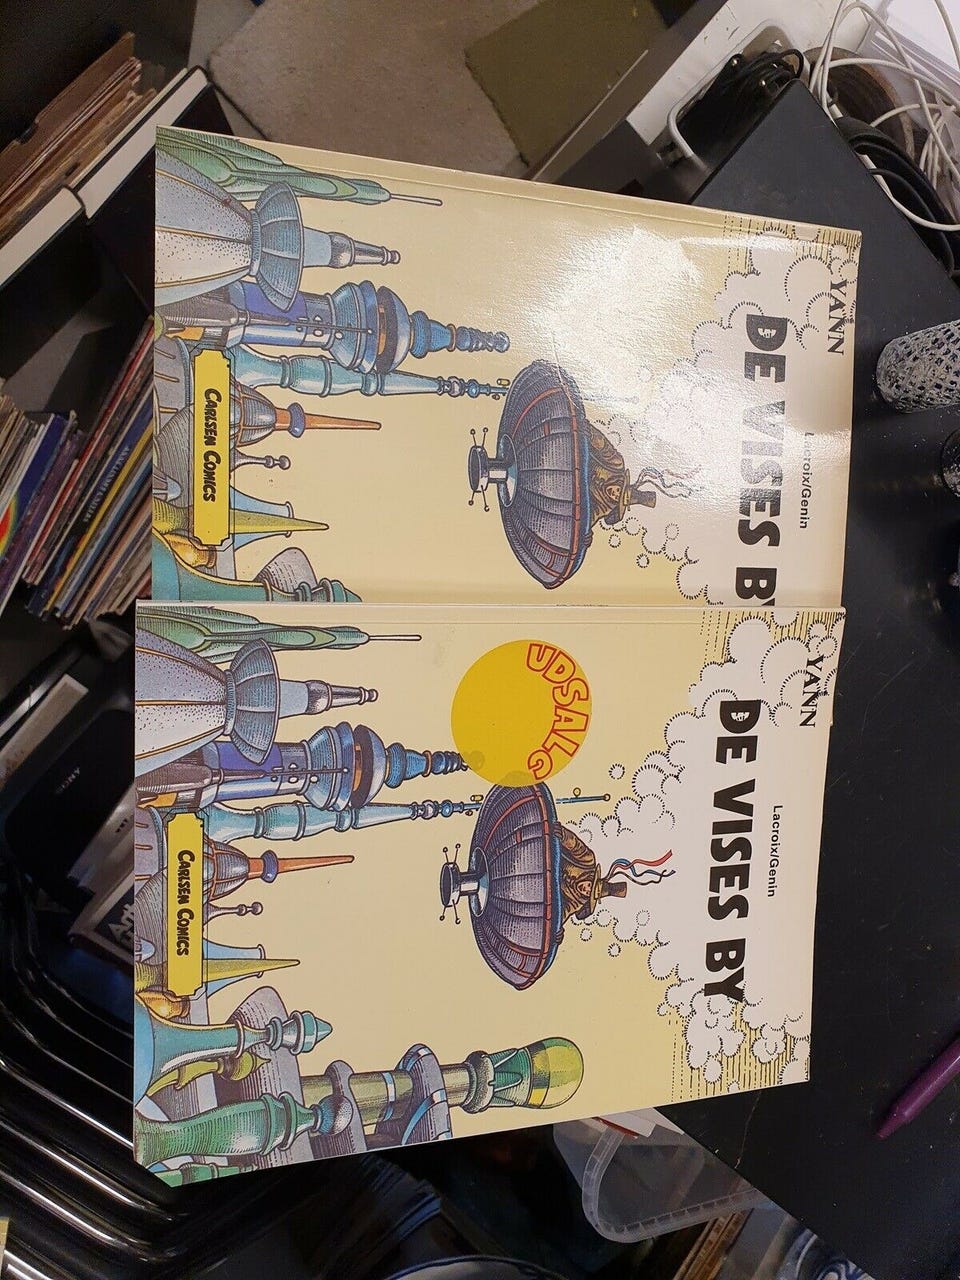 YANN
DE VISES BY
Lacroix/Genin
CARLSEN COMICS
YANN
DE VISES BY
Lacroix/Genin
UDSALG
CARLSEN COMICS